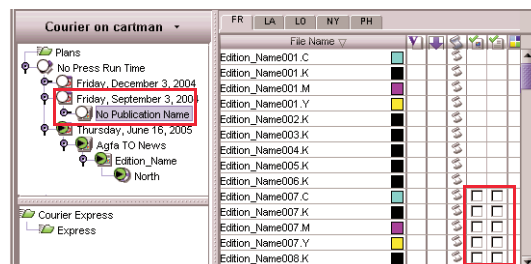 Courier on cartman
Plans
No Press Run Time
Friday, December 3, 2004
Friday, September 3, 2004
No Publication Name
Thursday, June 16, 2005
Agfa TO News
Edition_Name
North
Courier Express
Express
FR LA LO NY PH
File Name
Edition_Name001.C
Edition_Name001.K
Edition_Name001.M
Edition_Name001.Y
Edition_Name002.K
Edition_Name003.K
Edition_Name004.K
Edition_Name005.K
Edition_Name006.K
Edition_Name007.C
Edition_Name007.K
Edition_Name007.M
Edition_Name007.Y
Edition_Name008.K